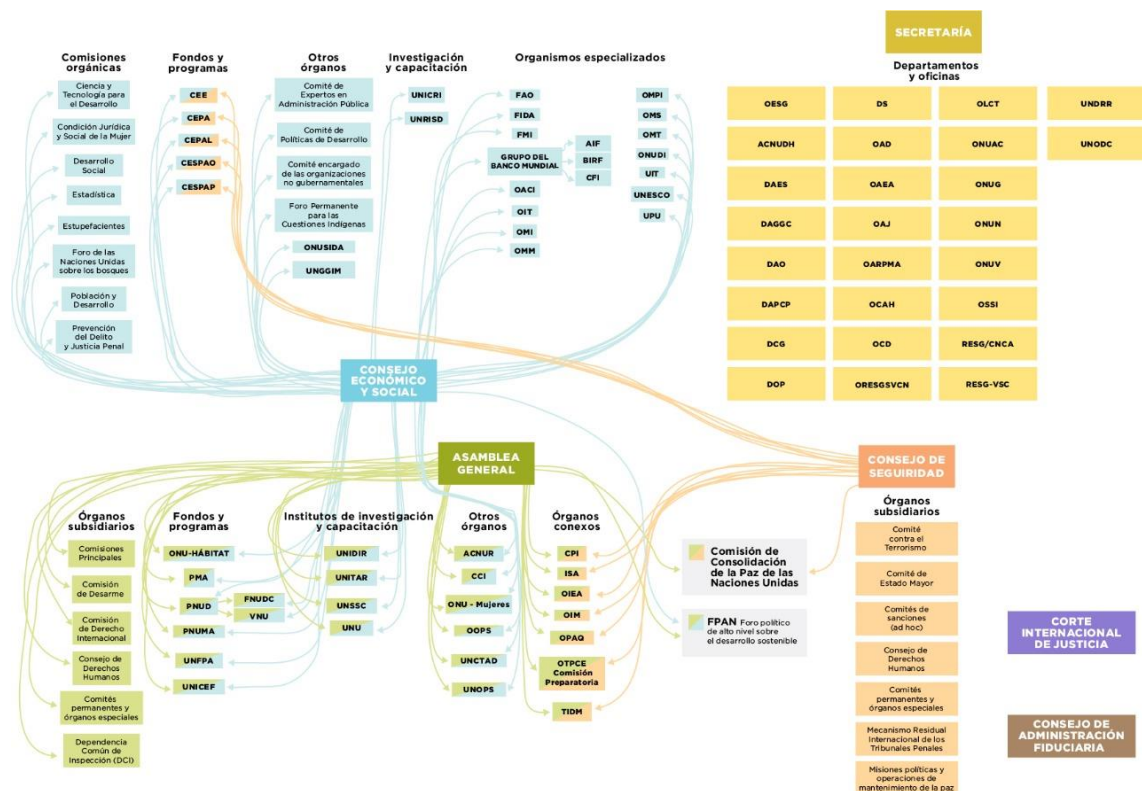 SECRETARÍA
Departamentos
y oficinas
OESG
DS
OLCT
UNDRR
ACNUDH
OAD
ONUAC
UNODC
DAES
OAEA
ONUG
DAGGC
OAJ
ONUN
DAO
OARPMA
ONUV
DAPCP
OCAH
OSSI
DCG
OCD
RESG/CNCA
DOP
ORESGSVCN
RESG-VSC
Comisiones
orgánicas
Ciencia y
Tecnología para
el Desarrollo
Condición Jurídica
y Social de la Mujer
Desarrollo
Social
Estadística
Estupefacientes
Foro de las
Naciones Unidas
sobre los bosques
Población y
Desarrollo
Prevención
del Delito
y Justicia Penal
Fondos y
programas
CEE
CEPA
CEPAL
CESPAO
CESPAP
Otros
órganos
Comité de
Expertos en
Administración Pública
Comité de
Políticas de Desarrollo
Comité encargado
de las organizaciones
no gubernamentales
Foro Permanente
para las
Cuestiones Indígenas
ONUSIDA
UNGGIM
Investigación
y capacitación
UNICRI
UNRISD
Organismos especializados
FAO
FIDA
FMI
GRUPO DEL
BANCO MUNDIAL
AIF
BIRF
CFI
OACI
OIT
OMI
OMM
OMPI
OMS
OMT
ONUDI
UIT
UNESCO
UPU
CONSEJO
ECONÓMICO
Y SOCIAL
ASAMBLEA
GENERAL
CONSEJO DE
SEGUIRIDAD
Órganos
subsidiarios
Comisiones
Principales
Comisión
de Desarme
Comisión
de Derecho
Internacional
Consejo de
Derechos
Humanos
Comités
permanentes y
órganos especiales
Dependencia
Común de
Inspección (DCI)
Fondos y
programas
ONU-HÁBITAT
PMA
PNUD
FNUDC
VNU
PNUMA
UNFPA
UNICEF
Institutos de investigación
y capacitación
UNIDIR
UNITAR
UNSSC
UNU
Otros
órganos
ACNUR
CCI
ONU - Mujeres
OOPS
UNCTAD
UNOPS
Órganos
conexos
CPI
ISA
OIEA
OIM
OPAQ
OTPCE
Comisión
Preparatoria
TIDM
Comisión de
Consolidación
de la Paz de las
Naciones Unidas
FPAN Foro político
de alto nivel sobre
el desarrollo sostenible
Órganos
subsidiarios
Comité
contra el
Terrorismo
Comité de
Estado Mayor
Comités de
sanciones
(ad hoc)
Consejo de
Derechos
Humanos
Comités
permanentes y
órganos especiales
Mecanismo Residual
Internacional de los
Tribunales Penales
Misiones políticas y
operaciones de
mantenimiento de la paz
CORTE
INTERNACIONAL
DE JUSTICIA
CONSEJO DE
ADMINISTRACIÓN
FIDUCIARIA